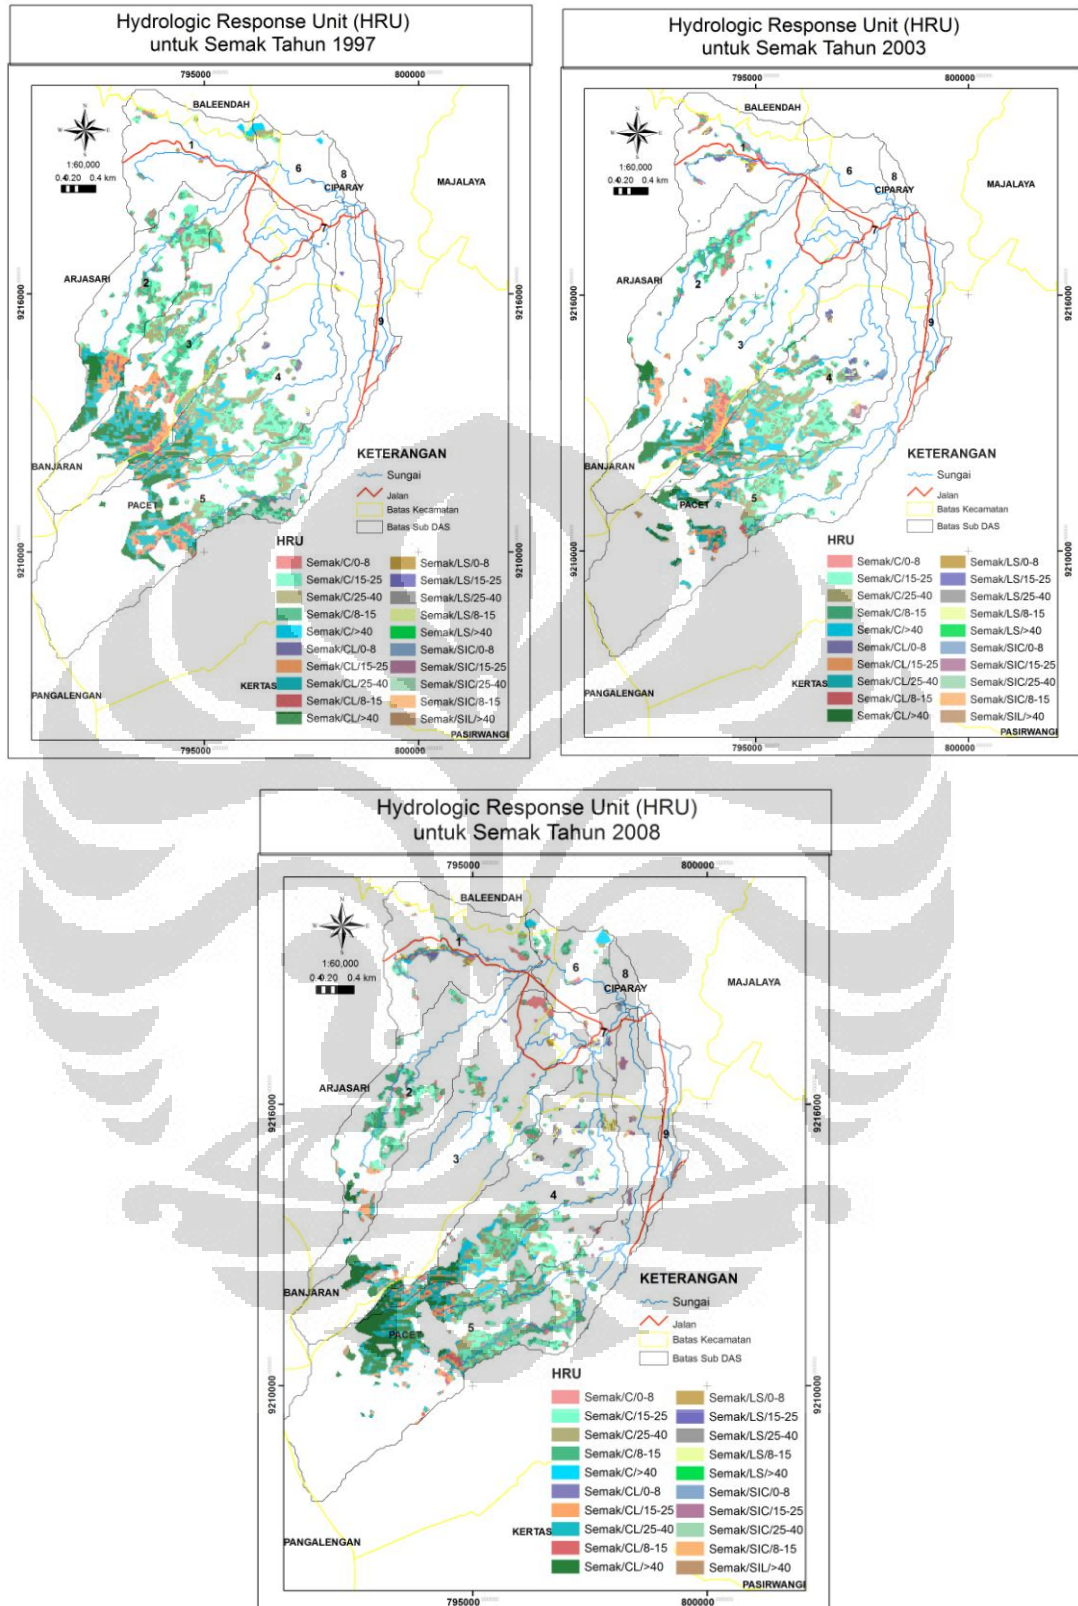 Hydrologic Response Unit (HRU)
untuk Semak Tahun 1997
795000
800000
BALEENDAH
N
W
E
S
1:60,000
0.4 0.20 0.4 km
1
6
8
CIPARAY
MAJALAYA
7
ARJASARI
2
9216000
9216000
3
9
4
BANJARAN
KETERANGAN
Sungai
Jalan
Batas Kecamatan
Batas Sub DAS
PACET
5
9210000
9210000
HRU
Semak/C/0-8
Semak/LS/0-8
Semak/C/15-25
Semak/LS/15-25
Semak/C/25-40
Semak/LS/25-40
Semak/C/8-15
Semak/LS/8-15
Semak/C/>40
Semak/LS/>40
Semak/CL/0-8
Semak/SIC/0-8
Semak/CL/15-25
Semak/SIC/15-25
Semak/CL/25-40
Semak/SIC/25-40
Semak/CL/8-15
Semak/SIC/8-15
Semak/CL/>40
Semak/SIL/>40
PANGALENGAN
KERTAS
PASIRWANGI
795000
800000
Hydrologic Response Unit (HRU)
untuk Semak Tahun 2003
795000
800000
BALEENDAH
N
W
E
S
1:60,000
0.4 0.20 0.4 km
1
6
8
CIPARAY
MAJALAYA
7
ARJASARI
2
9216000
9216000
3
9
4
BANJARAN
KETERANGAN
Sungai
Jalan
Batas Kecamatan
Batas Sub DAS
PACET
5
9210000
9210000
HRU
Semak/C/0-8
Semak/LS/0-8
Semak/C/15-25
Semak/LS/15-25
Semak/C/25-40
Semak/LS/25-40
Semak/C/8-15
Semak/LS/8-15
Semak/C/>40
Semak/LS/>40
Semak/CL/0-8
Semak/SIC/0-8
Semak/CL/15-25
Semak/SIC/15-25
Semak/CL/25-40
Semak/SIC/25-40
Semak/CL/8-15
Semak/SIC/8-15
Semak/CL/>40
Semak/SIL/>40
PANGALENGAN
KERTAS
PASIRWANGI
795000
800000
Hydrologic Response Unit (HRU)
untuk Semak Tahun 2008
795000
800000
BALEENDAH
N
W
E
S
1:60,000
0.4 0.20 0.4 km
1
6
8
CIPARAY
MAJALAYA
7
ARJASARI
2
9216000
9216000
3
9
4
BANJARAN
KETERANGAN
Sungai
Jalan
Batas Kecamatan
Batas Sub DAS
PACET
5
9210000
9210000
HRU
Semak/C/0-8
Semak/LS/0-8
Semak/C/15-25
Semak/LS/15-25
Semak/C/25-40
Semak/LS/25-40
Semak/C/8-15
Semak/LS/8-15
Semak/C/>40
Semak/LS/>40
Semak/CL/0-8
Semak/SIC/0-8
Semak/CL/15-25
Semak/SIC/15-25
Semak/CL/25-40
Semak/SIC/25-40
Semak/CL/8-15
Semak/SIC/8-15
Semak/CL/>40
Semak/SIL/>40
PANGALENGAN
KERTAS
PASIRWANGI
795000
800000